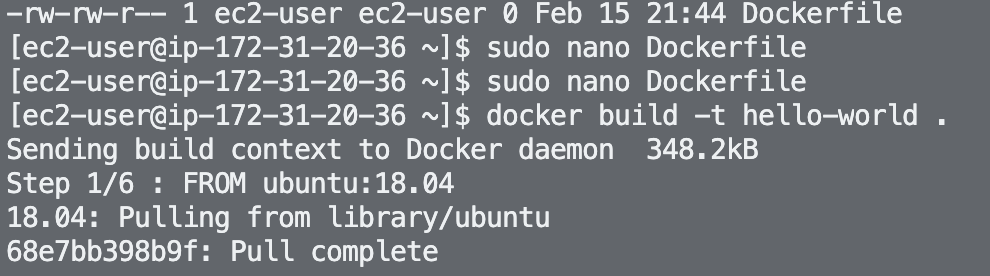 -rw-rw-r-- 1 ec2-user ec2-user 0 Feb 15 21:44 Dockerfile
[ec2-user@ip-172-31-20-36 ~]$ sudo nano Dockerfile
[ec2-user@ip-172-31-20-36 ~]$ sudo nano Dockerfile
[ec2-user@ip-172-31-20-36 ~]$ docker build -t hello-world .
Sending build context to Docker daemon  348.2kB
Step 1/6 : FROM ubuntu:18.04
18.04: Pulling from library/ubuntu
68e7bb398b9f: Pull complete